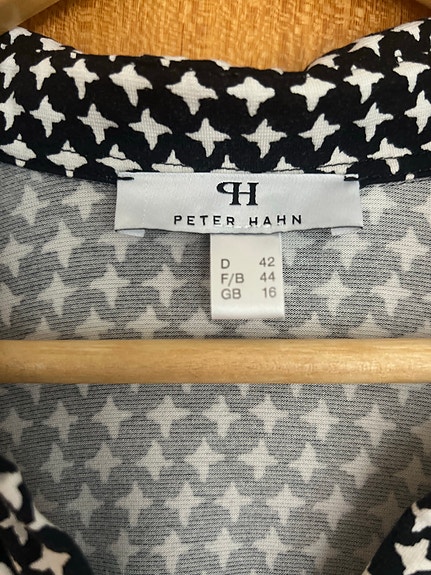 PH
PETER HAHN
D 42
F/B 44
GB 16